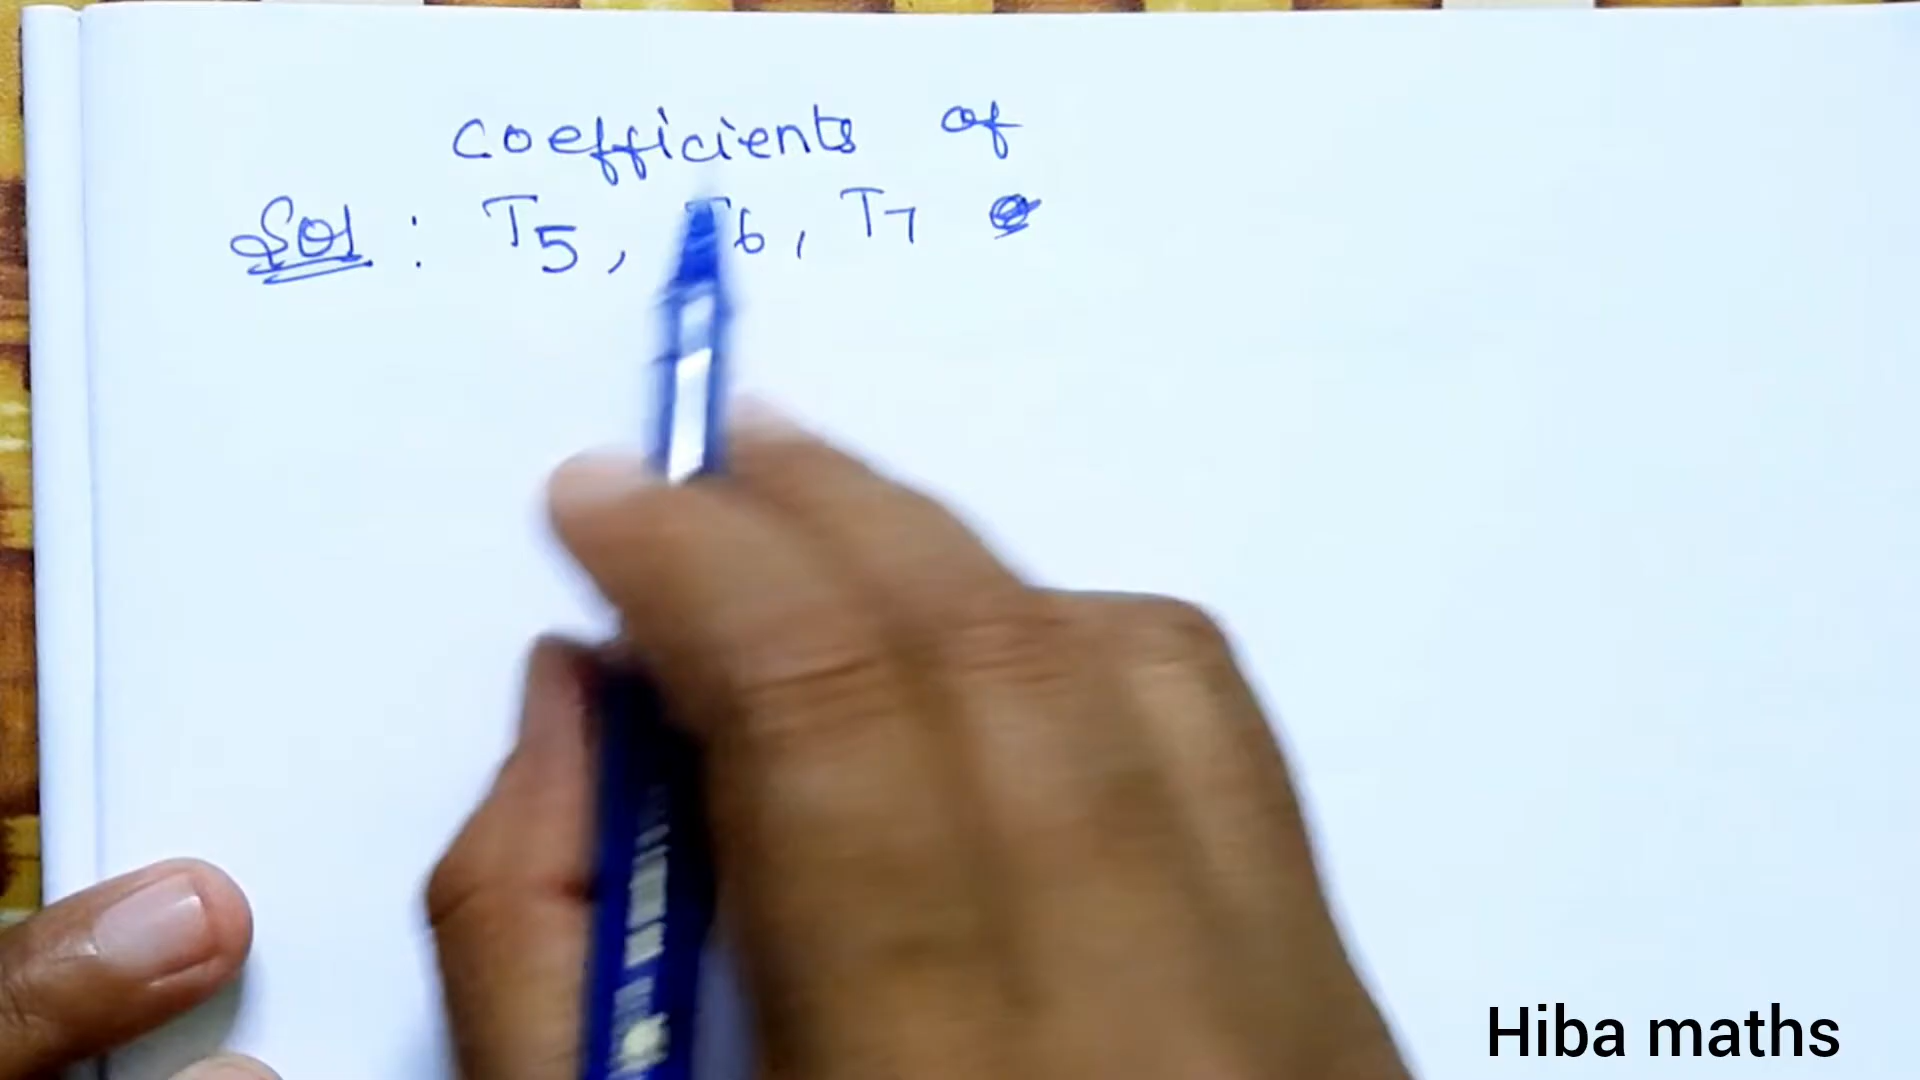 coefficients of
Sol : T5, T6, T7
Hiba maths